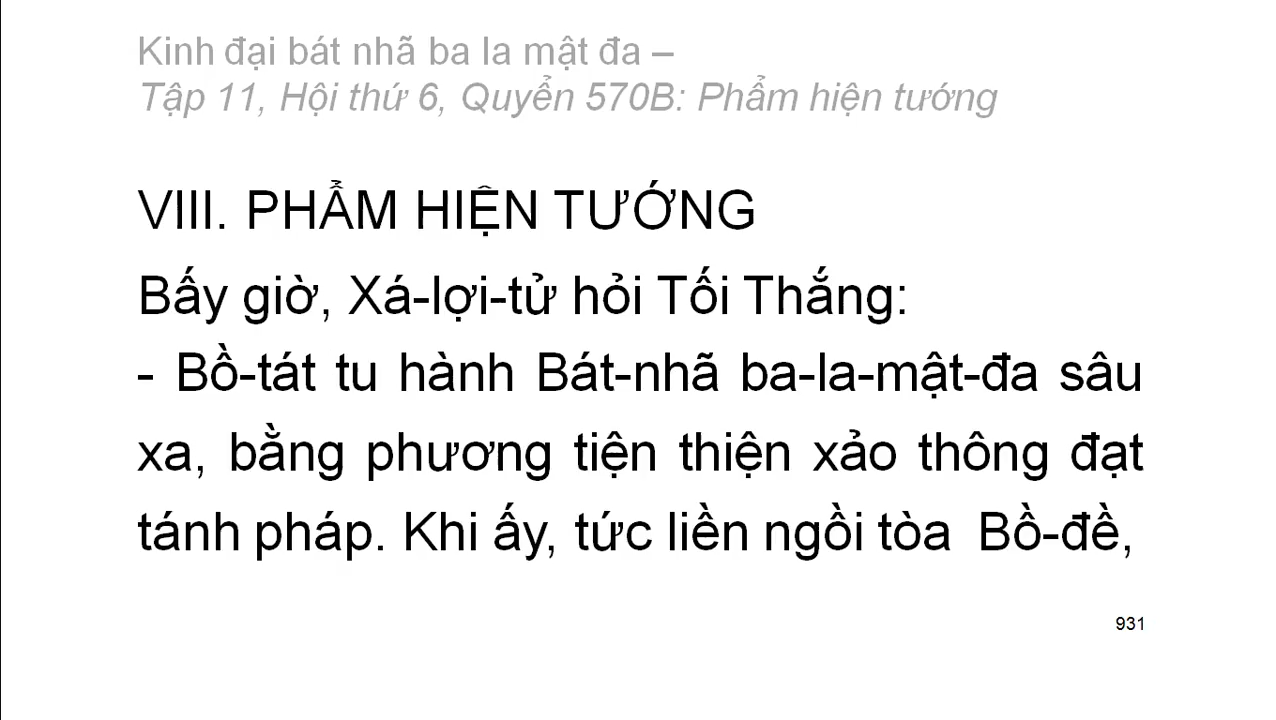 Kinh đại bát nhã ba la mật đa –
Tập 11, Hội thứ 6, Quyển 570B: Phẩm hiện tướng
VIII. PHẨM HIỆN TƯỚNG
Bấy giờ, Xá-lợi-tử hỏi Tối Thắng:
- Bồ-tát tu hành Bát-nhã ba-la-mật-đa sâu
xa, bằng phương tiện thiện xảo thông đạt
tánh pháp. Khi ấy, tức liền ngồi tòa Bồ-đề,
931